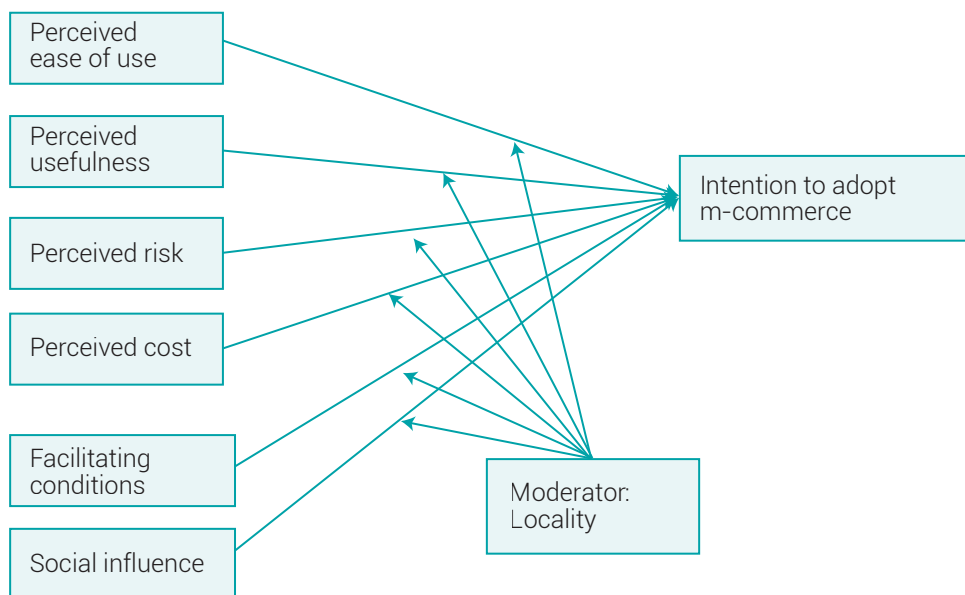 Perceived
ease of use
Perceived
usefulness
Perceived risk
Perceived cost
Facilitating
conditions
Social influence
Intention to adopt
m-commerce
Moderator:
Locality